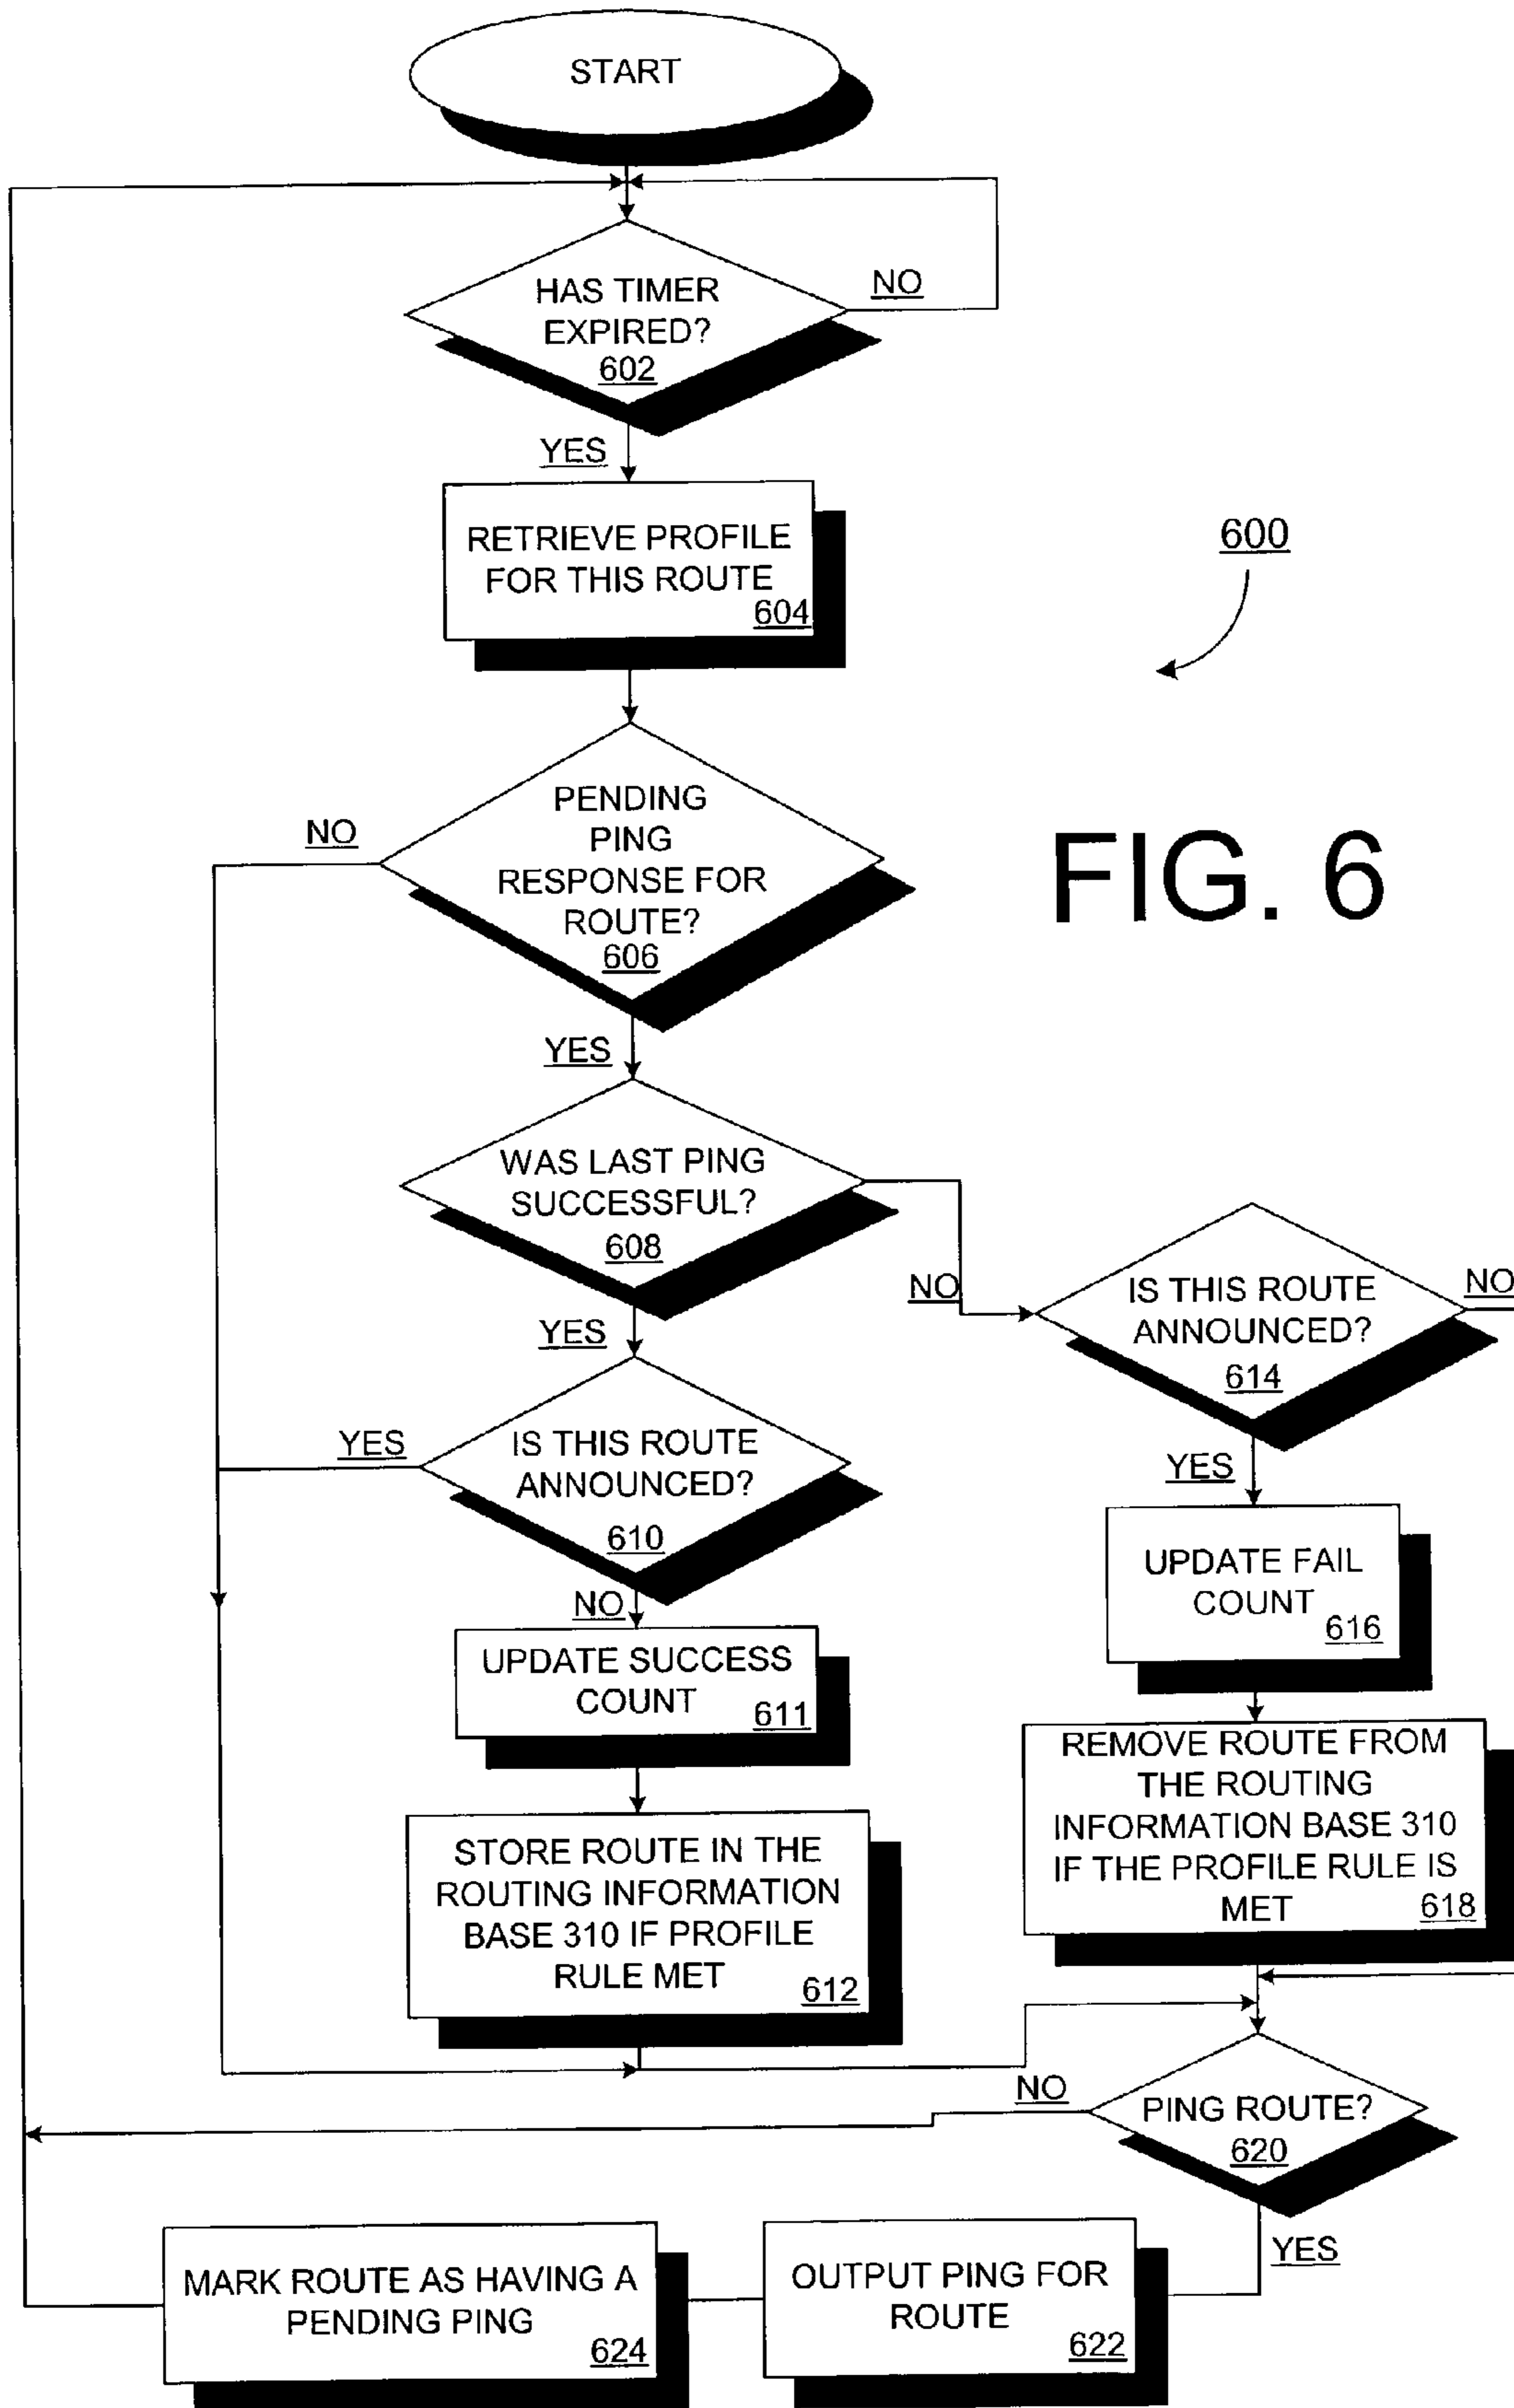 START
HAS TIMER
EXPIRED?
602
NO
YES
RETRIEVE PROFILE
FOR THIS ROUTE
604
600
FIG. 6
PENDING
PING
RESPONSE FOR
ROUTE?
606
NO
YES
WAS LAST PING
SUCCESSFUL?
608
NO
YES
IS THIS ROUTE
ANNOUNCED?
614
NO
YES
IS THIS ROUTE
ANNOUNCED?
610
YES
NO
UPDATE FAIL
COUNT
616
UPDATE SUCCESS
COUNT
611
REMOVE ROUTE FROM
THE ROUTING
INFORMATION BASE 310
IF THE PROFILE RULE IS
MET
618
STORE ROUTE IN THE
ROUTING INFORMATION
BASE 310 IF PROFILE
RULE MET
612
PING ROUTE?
620
NO
YES
OUTPUT PING FOR
ROUTE
622
MARK ROUTE AS HAVING A
PENDING PING
624